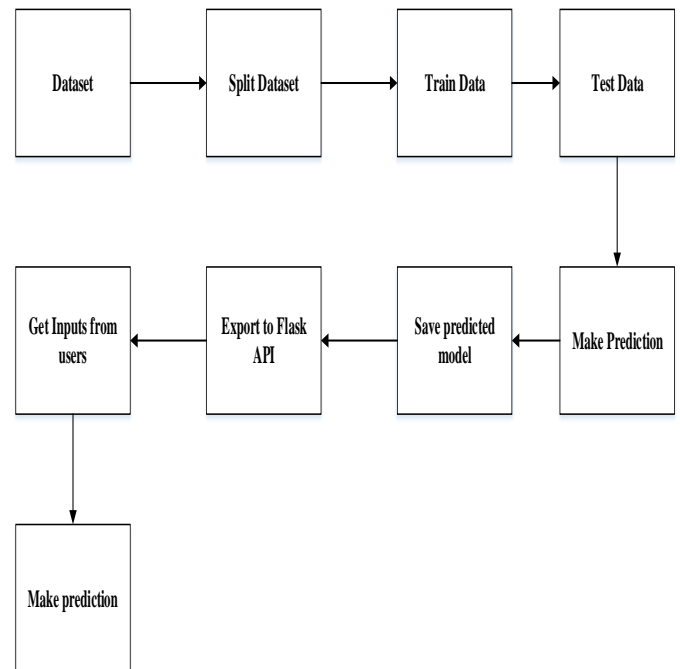 Dataset
Split Dataset
Train Data
Test Data
Make Prediction
Save predicted
model
Export to Flask
API
Get Inputs from
users
Make prediction